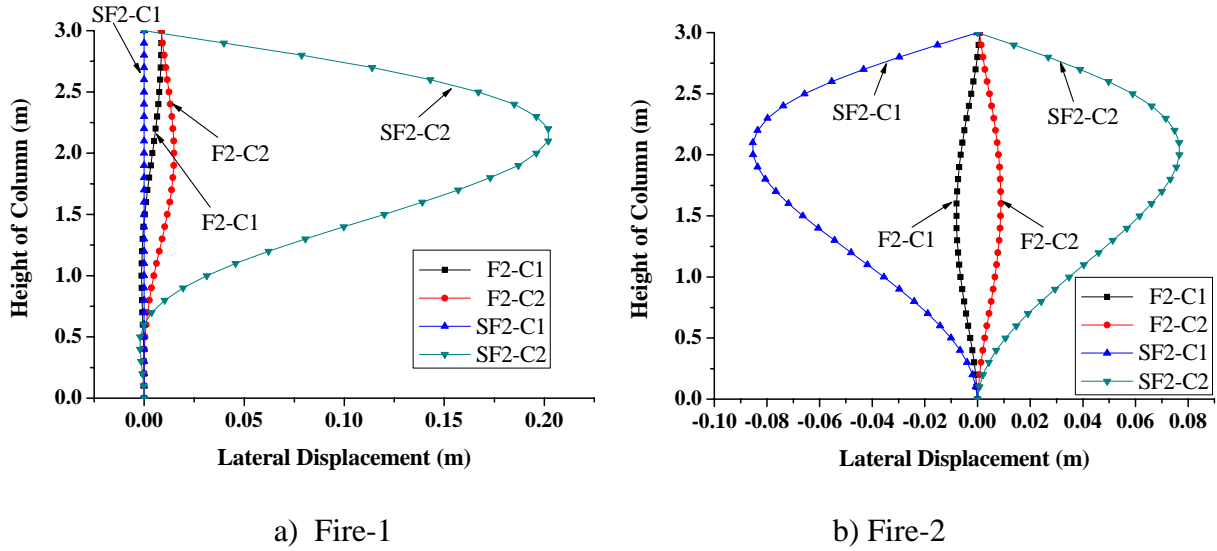 SF2-C1
3.0
2.5
2.0
1.5
1.0
0.5
0.0
Height of Column (m)
SF2-C2
F2-C2
F2-C1
F2-C1
F2-C2
SF2-C1
SF2-C2
0.00 0.05 0.10 0.15 0.20
Lateral Displacement (m)
a) Fire-1
3.0
2.5
2.0
1.5
1.0
0.5
0.0
Height of Column (m)
SF2-C1
SF2-C2
F2-C1
F2-C2
F2-C1
F2-C2
SF2-C1
SF2-C2
-0.10 -0.08 -0.06 -0.04 -0.02 0.00 0.02 0.04 0.06 0.08
Lateral Displacement (m)
b) Fire-2